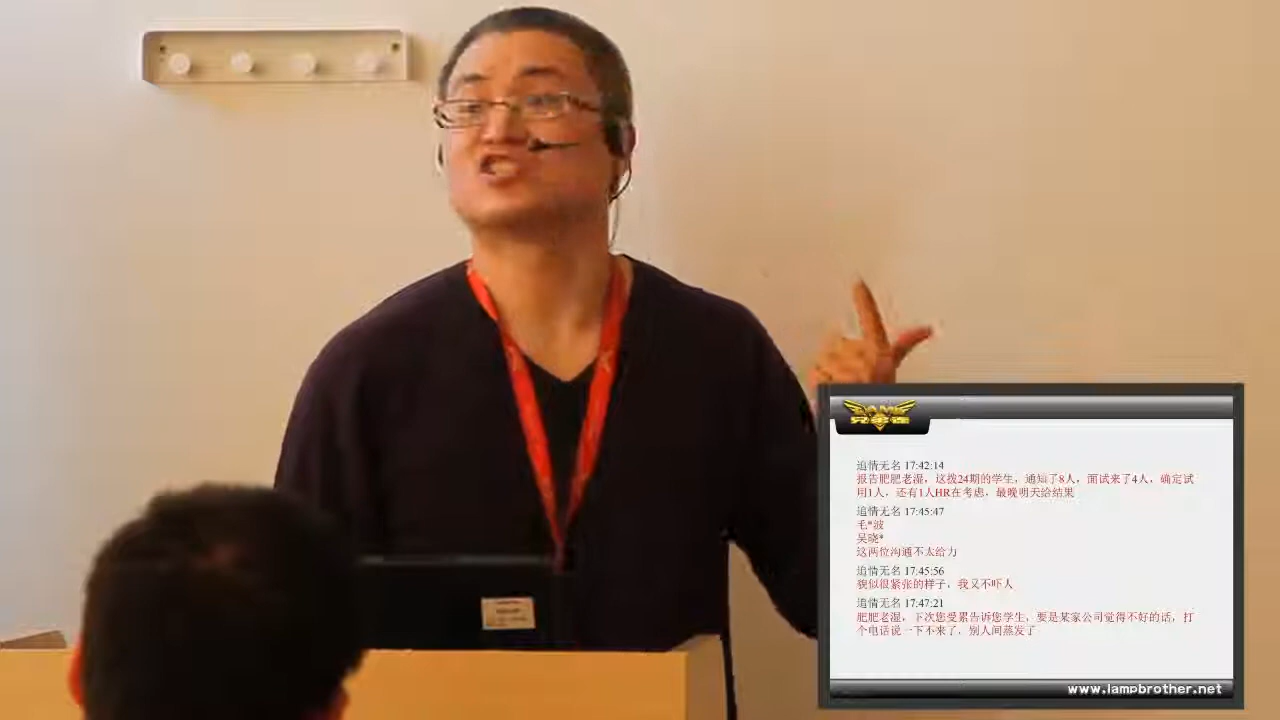 LAMP
兄弟连
追情无名 17:42:14
报告肥肥老湿，这拨24期的学生，通知了8人，面试来了4人，确定试
用1人，还有1人HR在考虑，最晚明天给结果
追情无名 17:45:47
毛*波
吴晓*
这两位沟通不太给力
追情无名 17:45:56
貌似很紧张的样子，我又不吓人
追情无名 17:47:21
肥肥老湿，下次您受累告诉您学生，要是某家公司觉得不好的话，打
个电话说一下不来了，别人间蒸发了
www.lampbrother.net